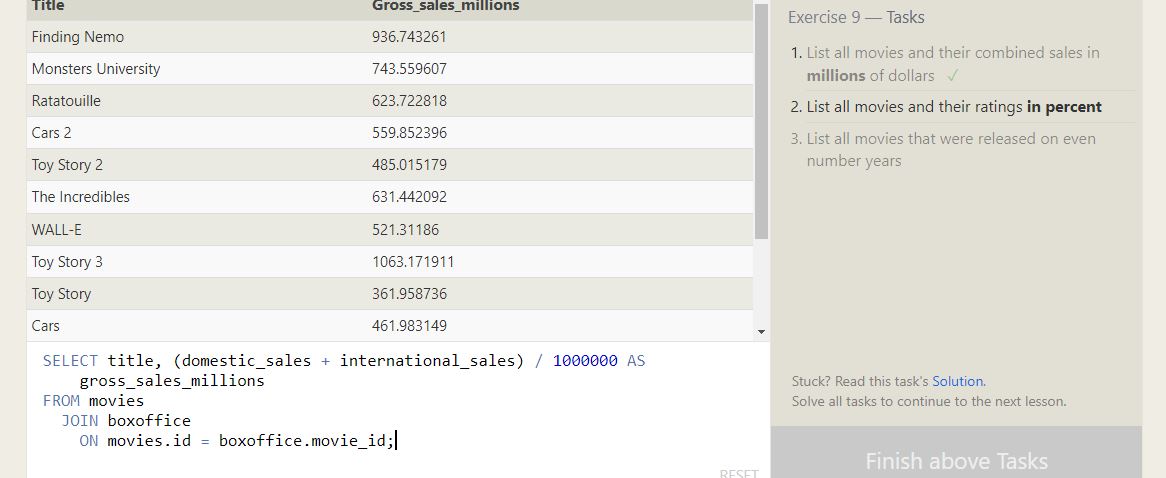 Title Gross_sales_millions
Finding Nemo 936.743261
Monsters University 743.559607
Ratatouille 623.722818
Cars 2 559.852396
Toy Story 2 485.015179
The Incredibles 631.442092
WALL-E 521.31186
Toy Story 3 1063.171911
Toy Story 361.958736
Cars 461.983149
SELECT title, (domestic_sales + international_sales) / 1000000 AS
gross_sales_millions
FROM movies
JOIN boxoffice
ON movies.id = boxoffice.movie_id;
RESET
Exercise 9 — Tasks
1. List all movies and their combined sales in
millions of dollars ✓
2. List all movies and their ratings in percent
3. List all movies that were released on even
number years
Stuck? Read this task's Solution.
Solve all tasks to continue to the next lesson.
Finish above Tasks